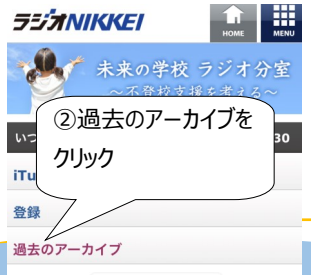 ラジオNIKKEI
HOME
MENU
未来の学校 ラジオ分室
～不登校支援を考える～
いつ
30
②過去のアーカイブを
クリック
iTu
登録
過去のアーカイブ